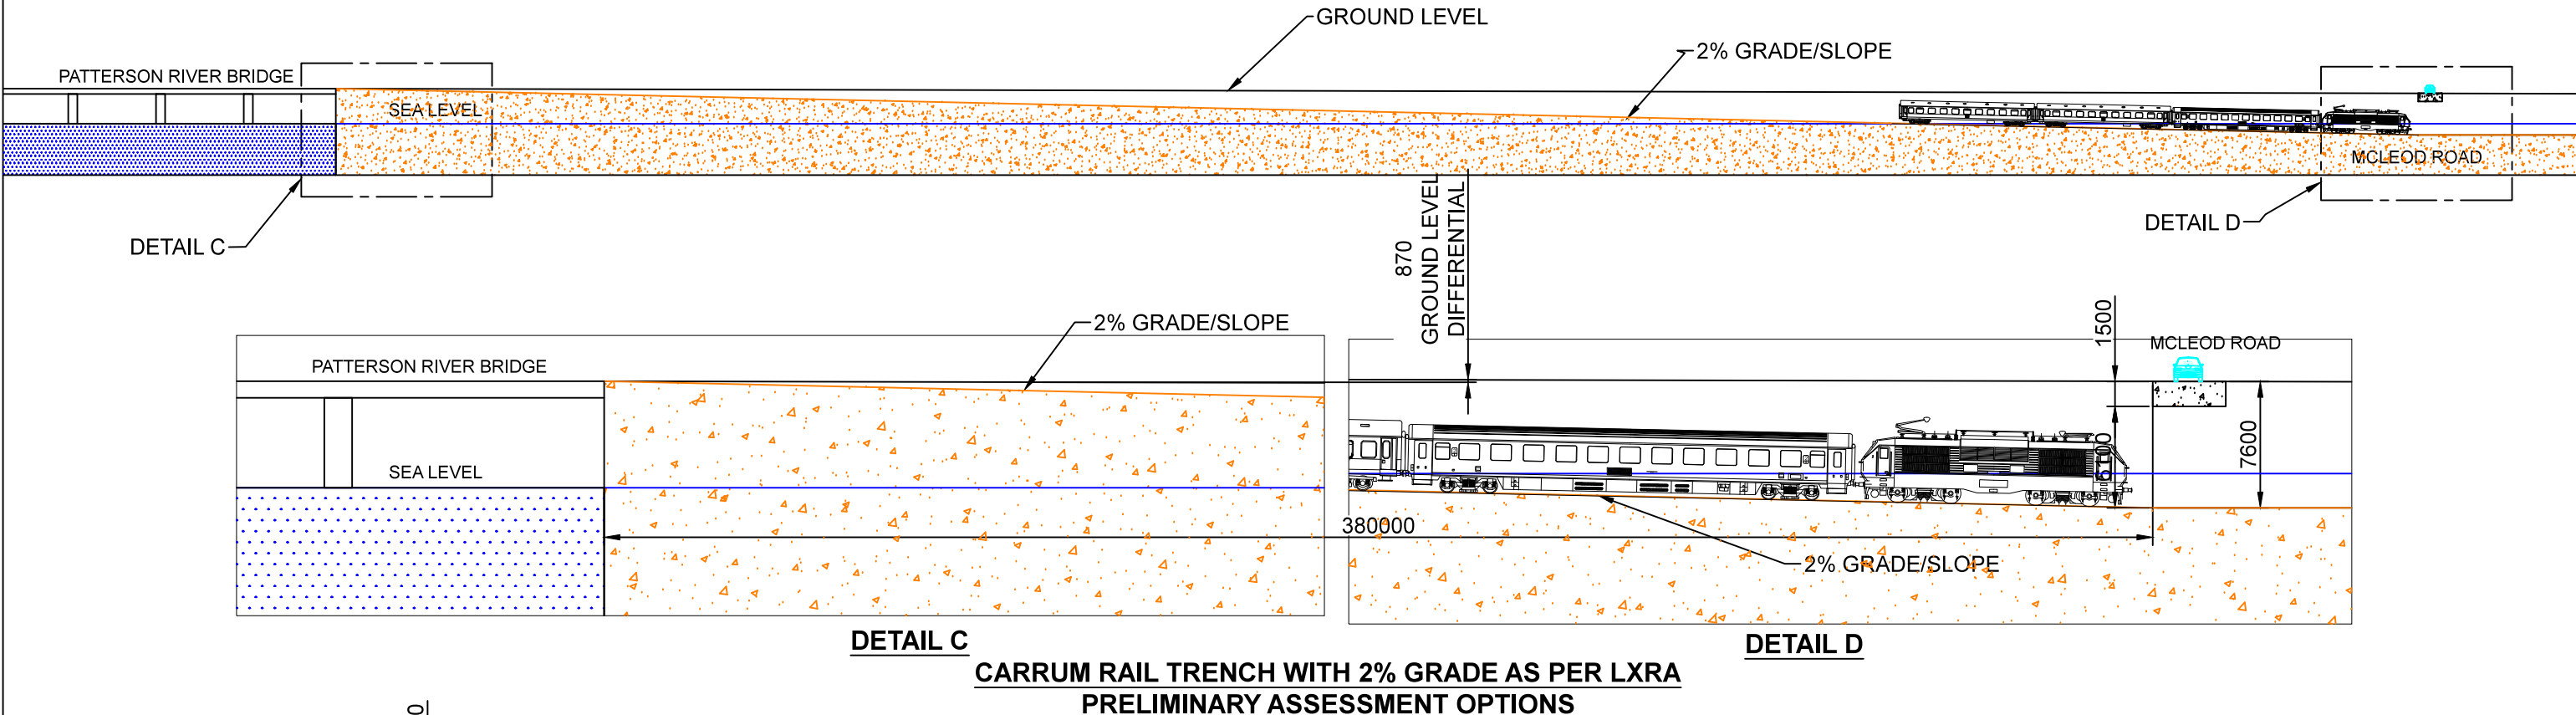 GROUND LEVEL
2% GRADE/SLOPE
PATTERSON RIVER BRIDGE
SEA LEVEL
MCLEOD ROAD
DETAIL C
DETAIL D
870
GROUND LEVEL
DIFFERENTIAL
2% GRADE/SLOPE
1500
MCLEOD ROAD
PATTERSON RIVER BRIDGE
SEA LEVEL
7600
380000
2% GRADE/SLOPE
DETAIL C
DETAIL D
CARRUM RAIL TRENCH WITH 2% GRADE AS PER LXRA
PRELIMINARY ASSESSMENT OPTIONS